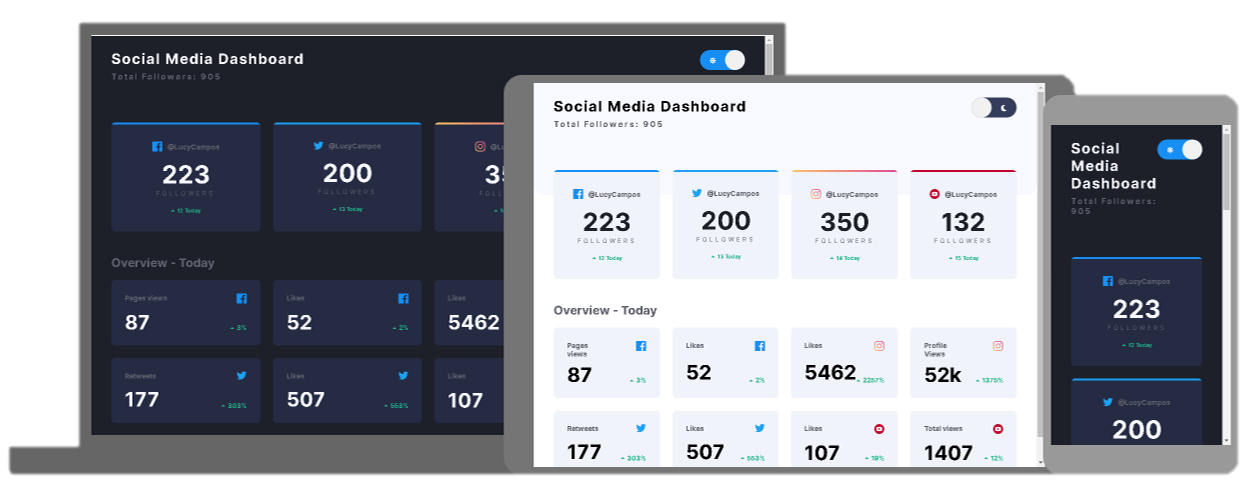 Social Media Dashboard
Total Followers: 905
@LucyCampos
223
FOLLOWERS
12 Today
@LucyCampos
200
FOLLOWERS
13 Today
Overview - Today
Pages views
87
3%
Likes
52
2%
Likes
5462
Retweets
177
303%
Likes
507
553%
Likes
107
Social Media Dashboard
Total Followers: 905
@LucyCampos
223
FOLLOWERS
12 Today
@LucyCampos
200
FOLLOWERS
13 Today
@LucyCampos
350
FOLLOWERS
14 Today
@LucyCampos
132
FOLLOWERS
15 Today
Overview - Today
Pages
views
87
3%
Likes
52
2%
Likes
5462
2257%
Profile
Views
52k
1375%
Retweets
177
303%
Likes
507
553%
Likes
107
19%
Total views
1407
12%
Social
Media
Dashboard
Total Followers:
905
@LucyCampos
223
FOLLOWERS
12 Today
@LucyCampos
200